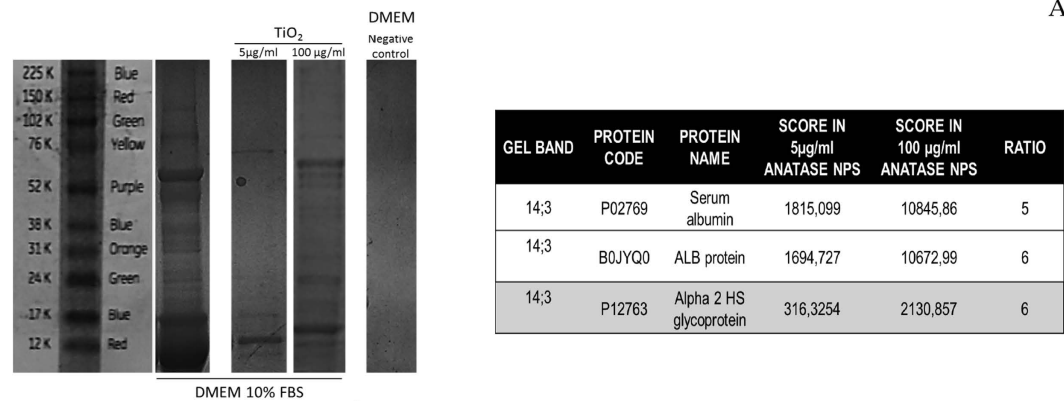 A
DMEM
Negative
control
TiO₂
5µg/ml 100 µg/ml
225 K Blue
150 K Red
102 K Green
76 K Yellow
52 K Purple
38 K Blue
31 K Orange
24 K Green
17 K Blue
12 K Red
DMEM 10% FBS
GEL BAND PROTEIN CODE PROTEIN NAME SCORE IN 5µg/ml ANATASE NPS SCORE IN 100 µg/ml ANATASE NPS RATIO
14;3 P02769 Serum albumin 1815,099 10845,86 5
14;3 B0JYQ0 ALB protein 1694,727 10672,99 6
14;3 P12763 Alpha 2 HS glycoprotein 316,3254 2130,857 6